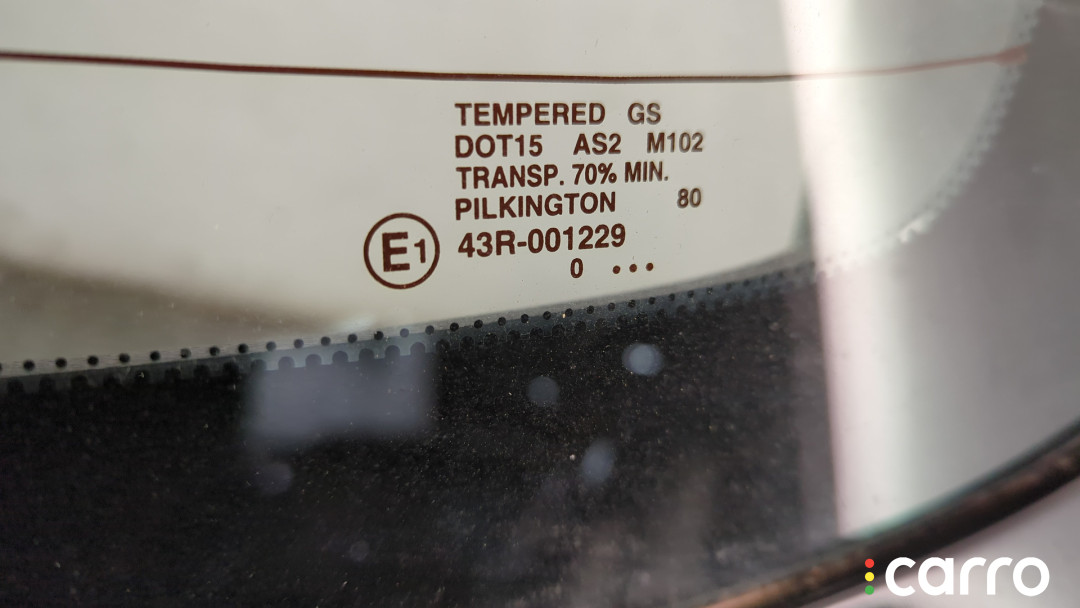 TEMPERED GS
DOT15 AS2 M102
TRANSP. 70% MIN.
PILKINGTON 80
E1 43R-001229
0 •••
carro